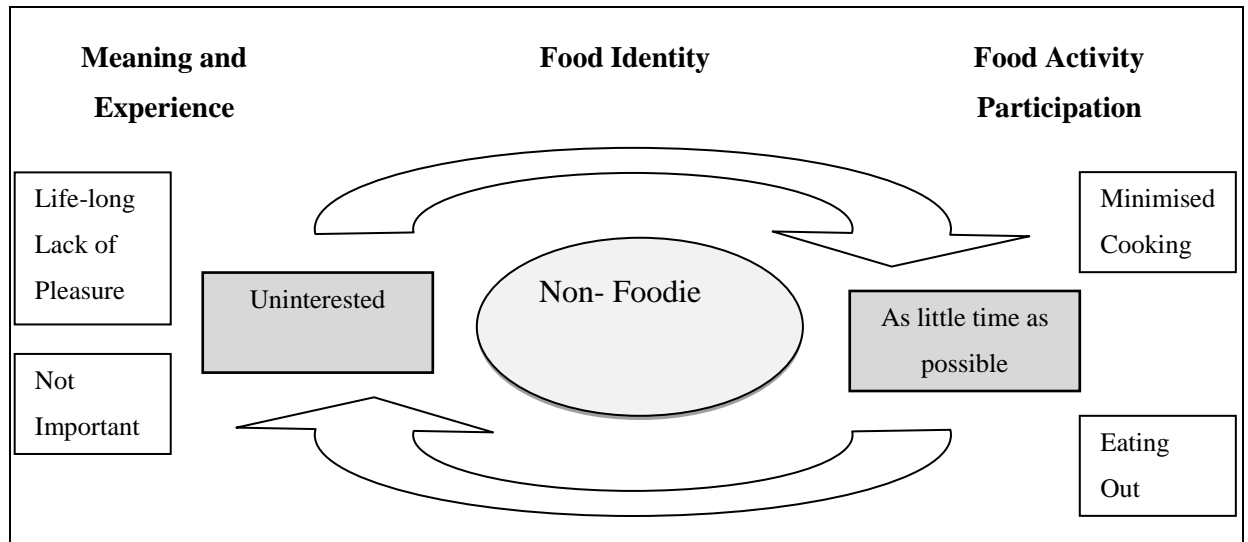 Meaning and
Experience
Food Identity
Food Activity
Participation
Life-long
Lack of
Pleasure
Not
Important
Uninterested
Non- Foodie
As little time as
possible
Minimised
Cooking
Eating
Out